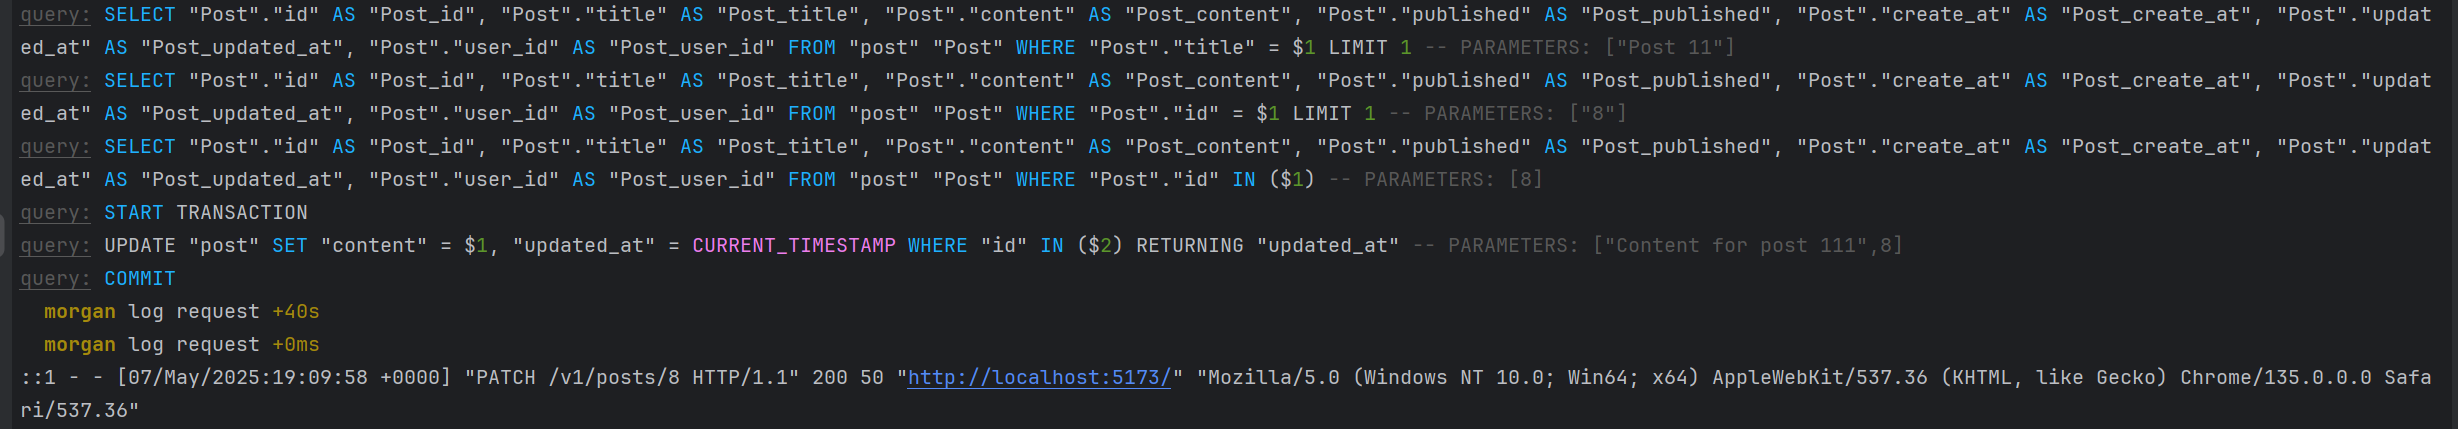 query: SELECT "Post"."id" AS "Post_id", "Post"."title" AS "Post_title", "Post"."content" AS "Post_content", "Post"."published" AS "Post_published", "Post"."create_at" AS "Post_create_at", "Post"."updat
ed_at" AS "Post_updated_at", "Post"."user_id" AS "Post_user_id" FROM "post" "Post" WHERE "Post"."title" = $1 LIMIT 1 -- PARAMETERS: ["Post 11"]
query: SELECT "Post"."id" AS "Post_id", "Post"."title" AS "Post_title", "Post"."content" AS "Post_content", "Post"."published" AS "Post_published", "Post"."create_at" AS "Post_create_at", "Post"."updat
ed_at" AS "Post_updated_at", "Post"."user_id" AS "Post_user_id" FROM "post" "Post" WHERE "Post"."id" = $1 LIMIT 1 -- PARAMETERS: ["8"]
query: SELECT "Post"."id" AS "Post_id", "Post"."title" AS "Post_title", "Post"."content" AS "Post_content", "Post"."published" AS "Post_published", "Post"."create_at" AS "Post_create_at", "Post"."updat
ed_at" AS "Post_updated_at", "Post"."user_id" AS "Post_user_id" FROM "post" "Post" WHERE "Post"."id" IN ($1) -- PARAMETERS: [8]
query: START TRANSACTION
query: UPDATE "post" SET "content" = $1, "updated_at" = CURRENT_TIMESTAMP WHERE "id" IN ($2) RETURNING "updated_at" -- PARAMETERS: ["Content for post 111",8]
query: COMMIT
morgan log request +40s
morgan log request +0ms
::1 - - [07/May/2025:19:09:58 +0000] "PATCH /v1/posts/8 HTTP/1.1" 200 50 "http://localhost:5173/" "Mozilla/5.0 (Windows NT 10.0; Win64; x64) AppleWebKit/537.36 (KHTML, like Gecko) Chrome/135.0.0.0 Safa
ri/537.36"